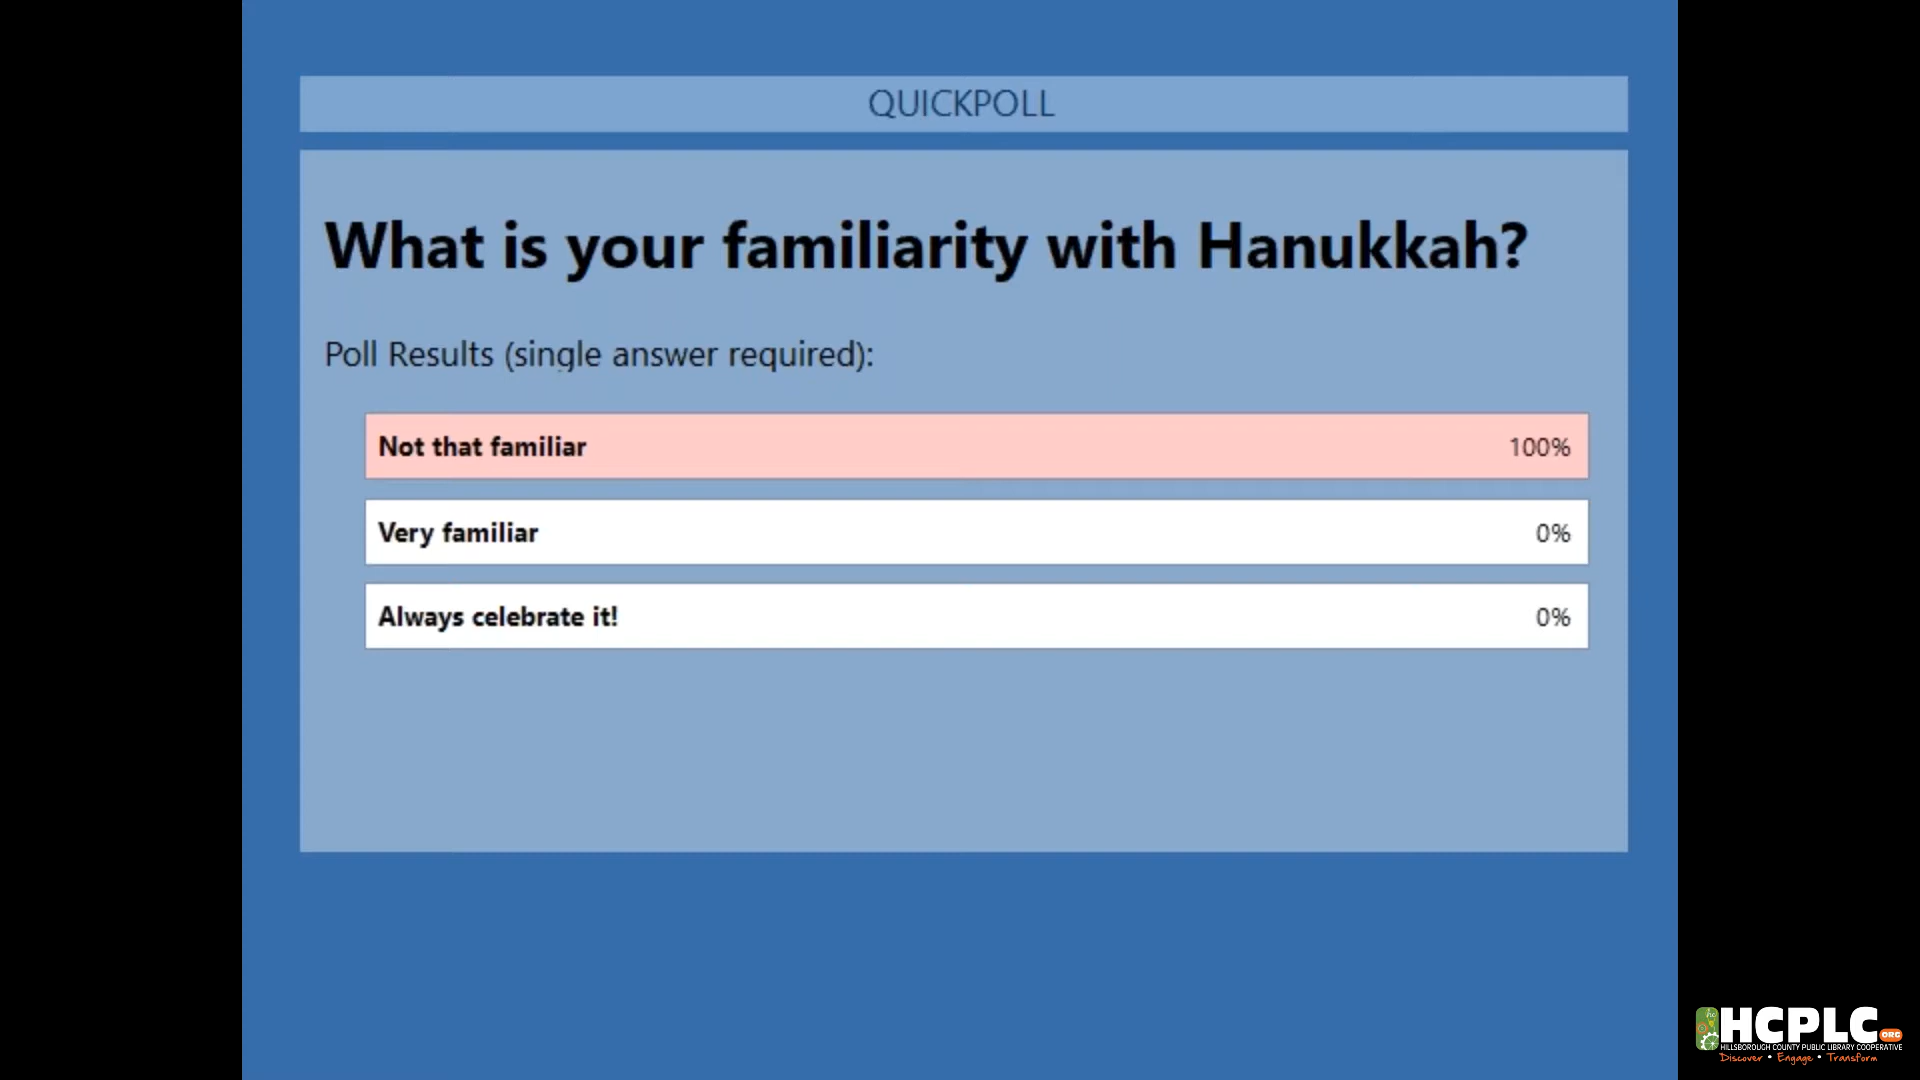 QUICKPOLL
What is your familiarity with Hanukkah?
Poll Results (single answer required):
Not that familiar 100%
Very familiar 0%
Always celebrate it! 0%
HCPLC.ORG
HILLSBOROUGH COUNTY PUBLIC LIBRARY COOPERATIVE
Discover • Engage • Transform